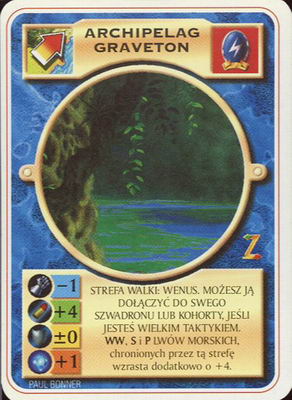 ARCHIPELAG
GRAVETON
Z
-1
+4
±0
+1
STREFA WALKI: WENUS. MOŻESZ JĄ
DOŁĄCZYĆ DO SWEGO
SZWADRONU LUB KOHORTY, JEŚLI
JESTEŚ WIELKIM TAKTYKIEM.
WW, S i P LWÓW MORSKICH,
chronionych przez tą strefę
wzrasta dodatkowo o +4.
PAUL BONNER